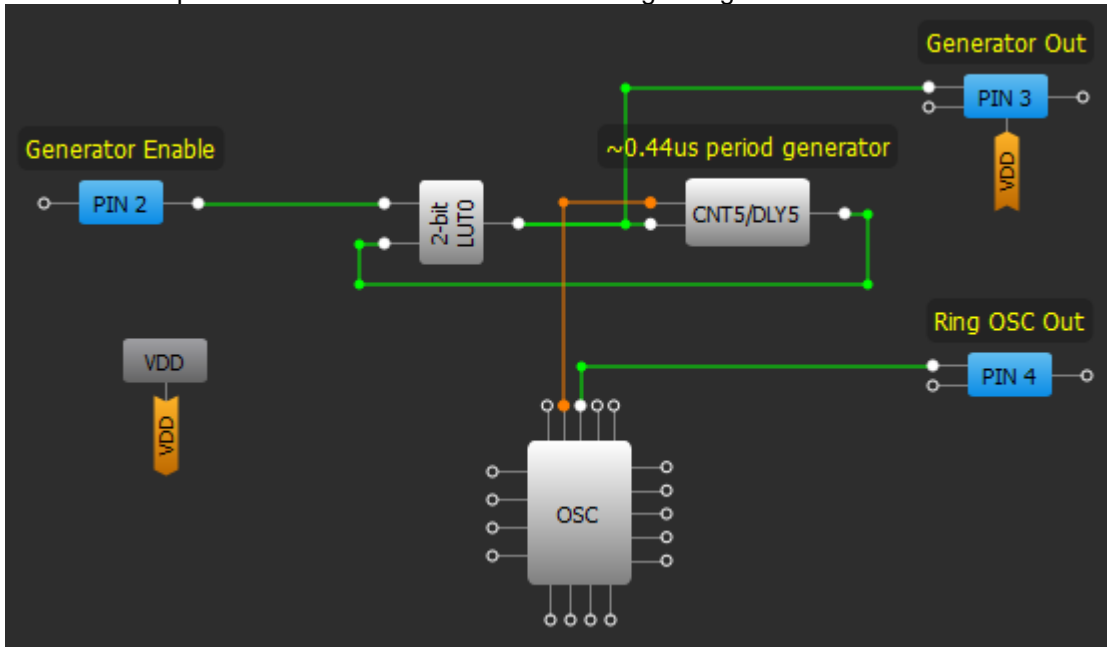 Generator Out
PIN 3
VDD
Generator Enable
~0.44us period generator
PIN 2
2-bit
LUT0
CNT5/DLY5
Ring OSC Out
PIN 4
VDD
VDD
OSC